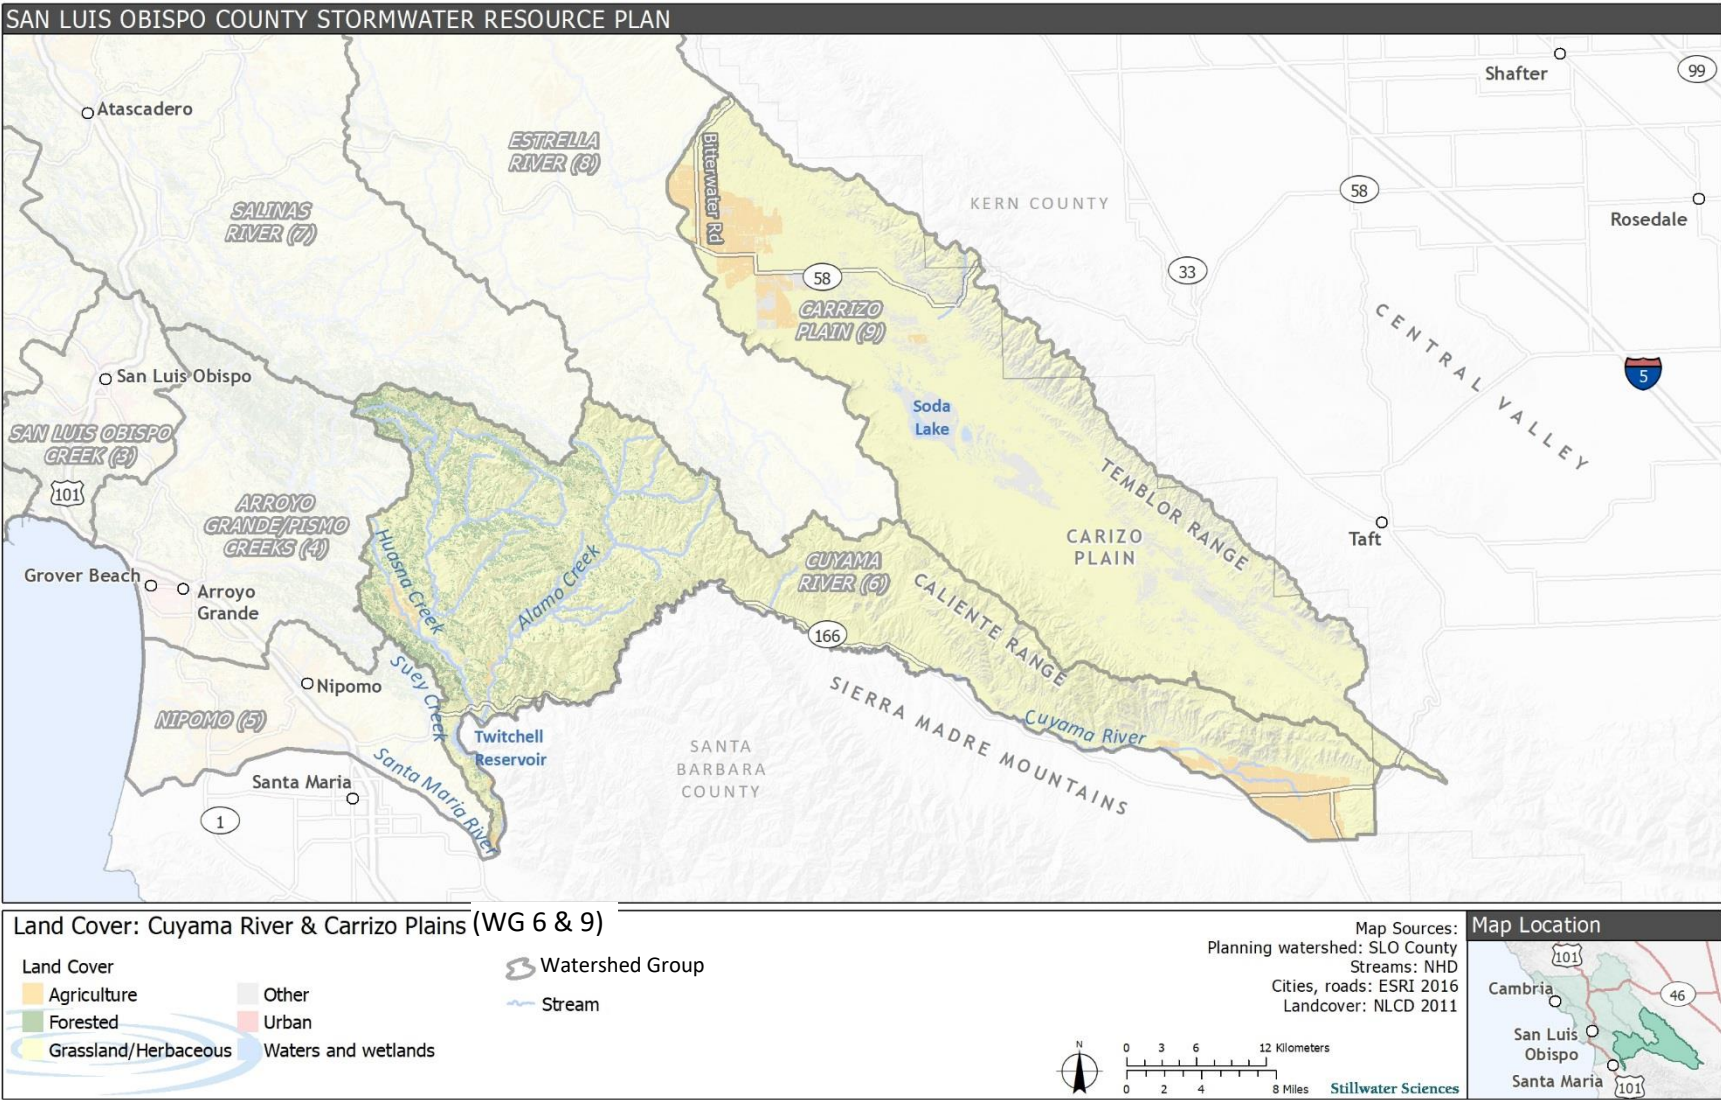 SAN LUIS OBISPO COUNTY STORMWATER RESOURCE PLAN
Shafter
99
Atascadero
ESTRELLA
RIVER (8)
Bitterwater Rd
KERN COUNTY
58
Rosedale
SALINAS
RIVER (7)
33
58
CARRIZO
PLAIN (9)
CENTRAL VALLEY
5
San Luis Obispo
Soda
Lake
SAN LUIS OBISPO
CREEK (3)
101
TEMBLOR RANGE
ARROYO
GRANDE/PISMO
CREEKS (4)
CARIZO
PLAIN
Taft
Huasna Creek
Alamo Creek
CUYAMA
RIVER (6)
Grover Beach
Arroyo
Grande
CALIENTE RANGE
166
Suey Creek
Nipomo
NIPOMO (5)
SIERRA MADRE MOUNTAINS
Cuyama River
Twitchell
Reservoir
SANTA
BARBARA
COUNTY
Santa Maria River
Santa Maria
1
Land Cover: Cuyama River & Carrizo Plains (WG 6 & 9)
Land Cover
Agriculture
Forested
Grassland/Herbaceous
Other
Urban
Waters and wetlands
Watershed Group
Stream
Map Sources:
Planning watershed: SLO County
Streams: NHD
Cities, roads: ESRI 2016
Landcover: NLCD 2011
N
0 3 6 12 Kilometers
0 2 4 8 Miles
Stillwater Sciences
Map Location
101
Cambria
46
San Luis
Obispo
Santa Maria
101